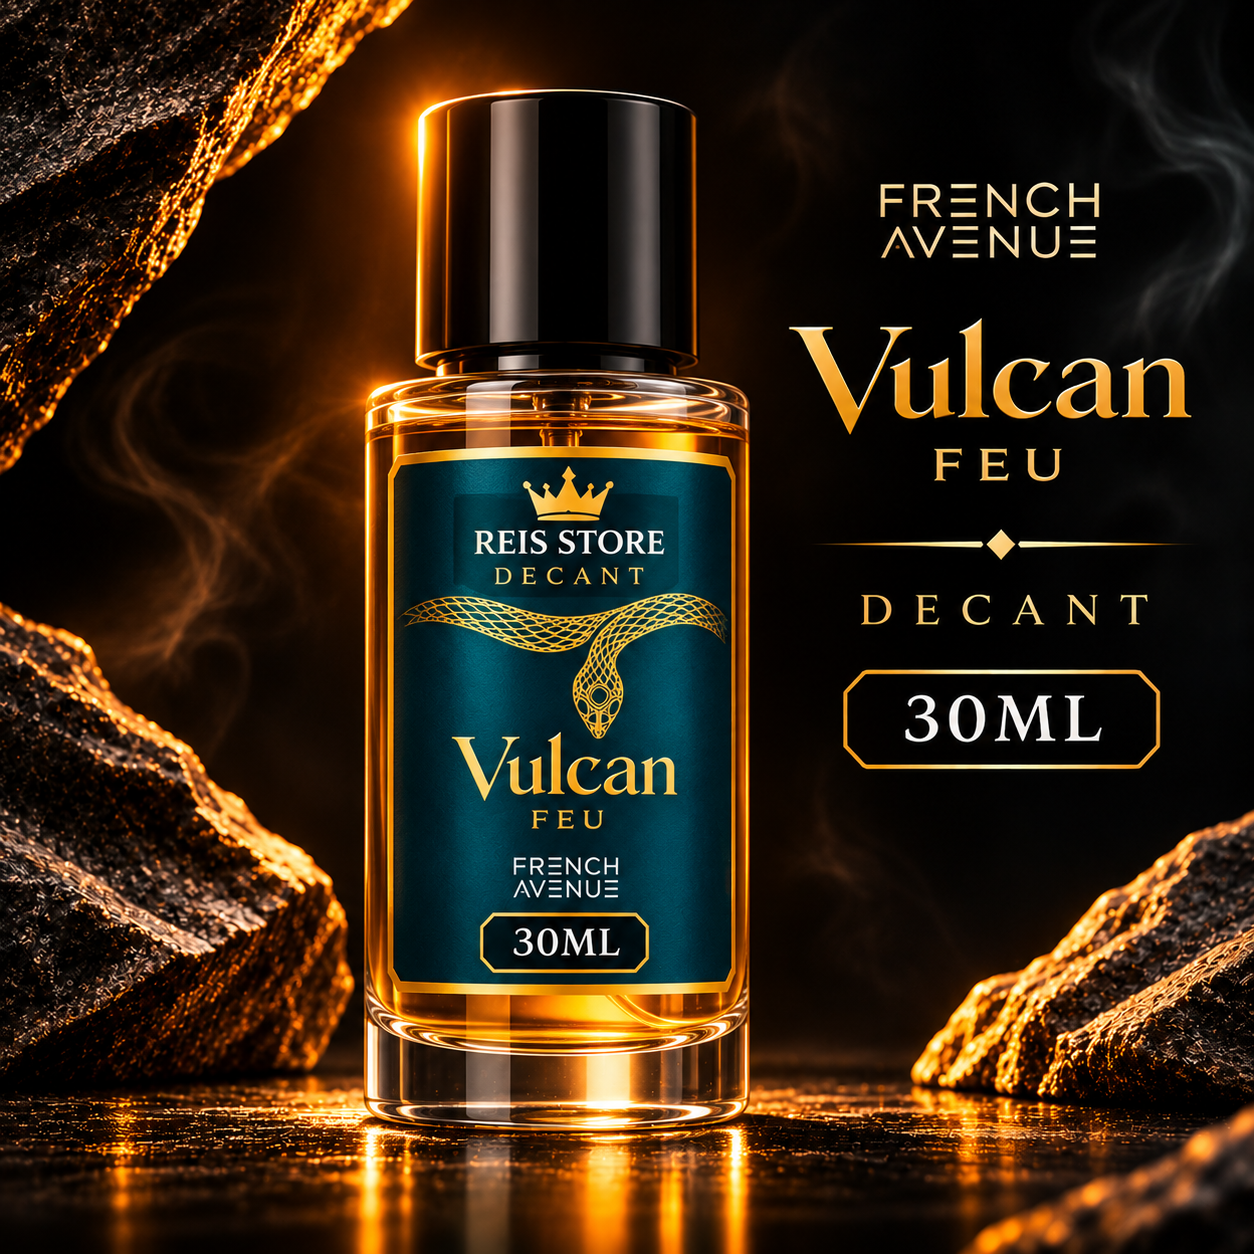 REIS STORE
DECANT
Vulcan
FEU
FRENCH
AVENUE
30ML
FRENCH
AVENUE
Vulcan
FEU
DECANT
30ML